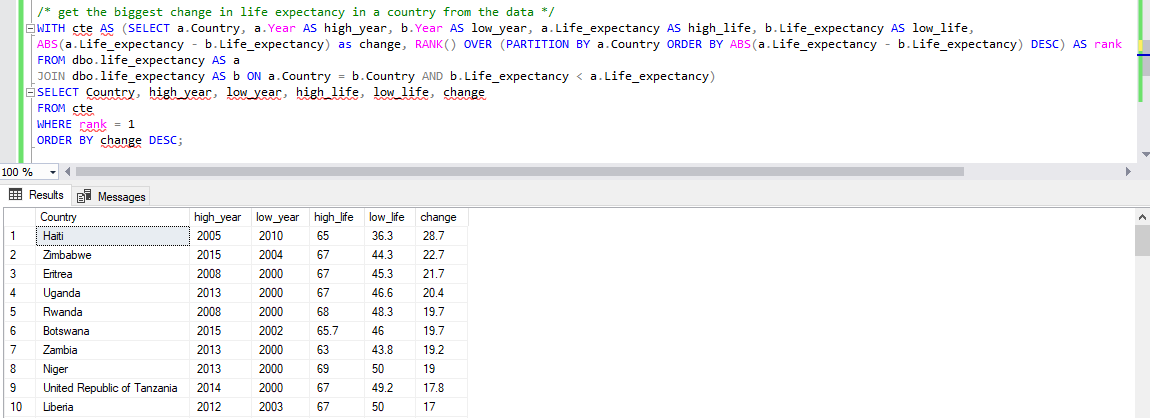 /* get the biggest change in life expectancy in a country from the data */
WITH cte AS (SELECT a.Country, a.Year AS high_year, b.Year AS low_year, a.Life_expectancy AS high_life, b.Life_expectancy AS low_life,
ABS(a.Life_expectancy - b.Life_expectancy) as change, RANK() OVER (PARTITION BY a.Country ORDER BY ABS(a.Life_expectancy - b.Life_expectancy) DESC) AS rank
FROM dbo.life_expectancy AS a
JOIN dbo.life_expectancy AS b ON a.Country = b.Country AND b.Life_expectancy < a.Life_expectancy)
SELECT Country, high_year, low_year, high_life, low_life, change
FROM cte
WHERE rank = 1
ORDER BY change DESC;
100 %
Results Messages
Country high_year low_year high_life low_life change
1 Haiti 2005 2010 65 36.3 28.7
2 Zimbabwe 2015 2004 67 44.3 22.7
3 Eritrea 2008 2000 67 45.3 21.7
4 Uganda 2013 2000 67 46.6 20.4
5 Rwanda 2008 2000 68 48.3 19.7
6 Botswana 2015 2002 65.7 46 19.7
7 Zambia 2013 2000 63 43.8 19.2
8 Niger 2013 2000 69 50 19
9 United Republic of Tanzania 2014 2000 67 49.2 17.8
10 Liberia 2012 2003 67 50 17